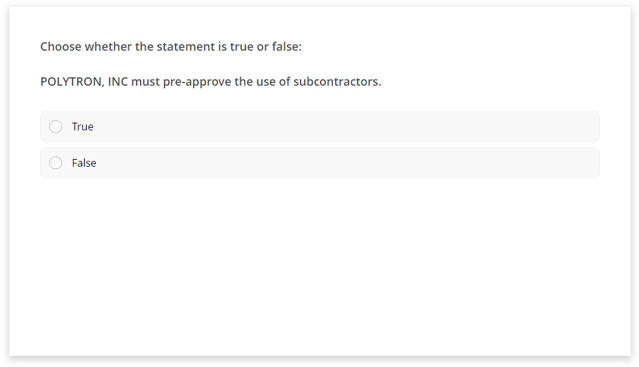 Choose whether the statement is true or false:
POLYTRON, INC must pre-approve the use of subcontractors.
True
False